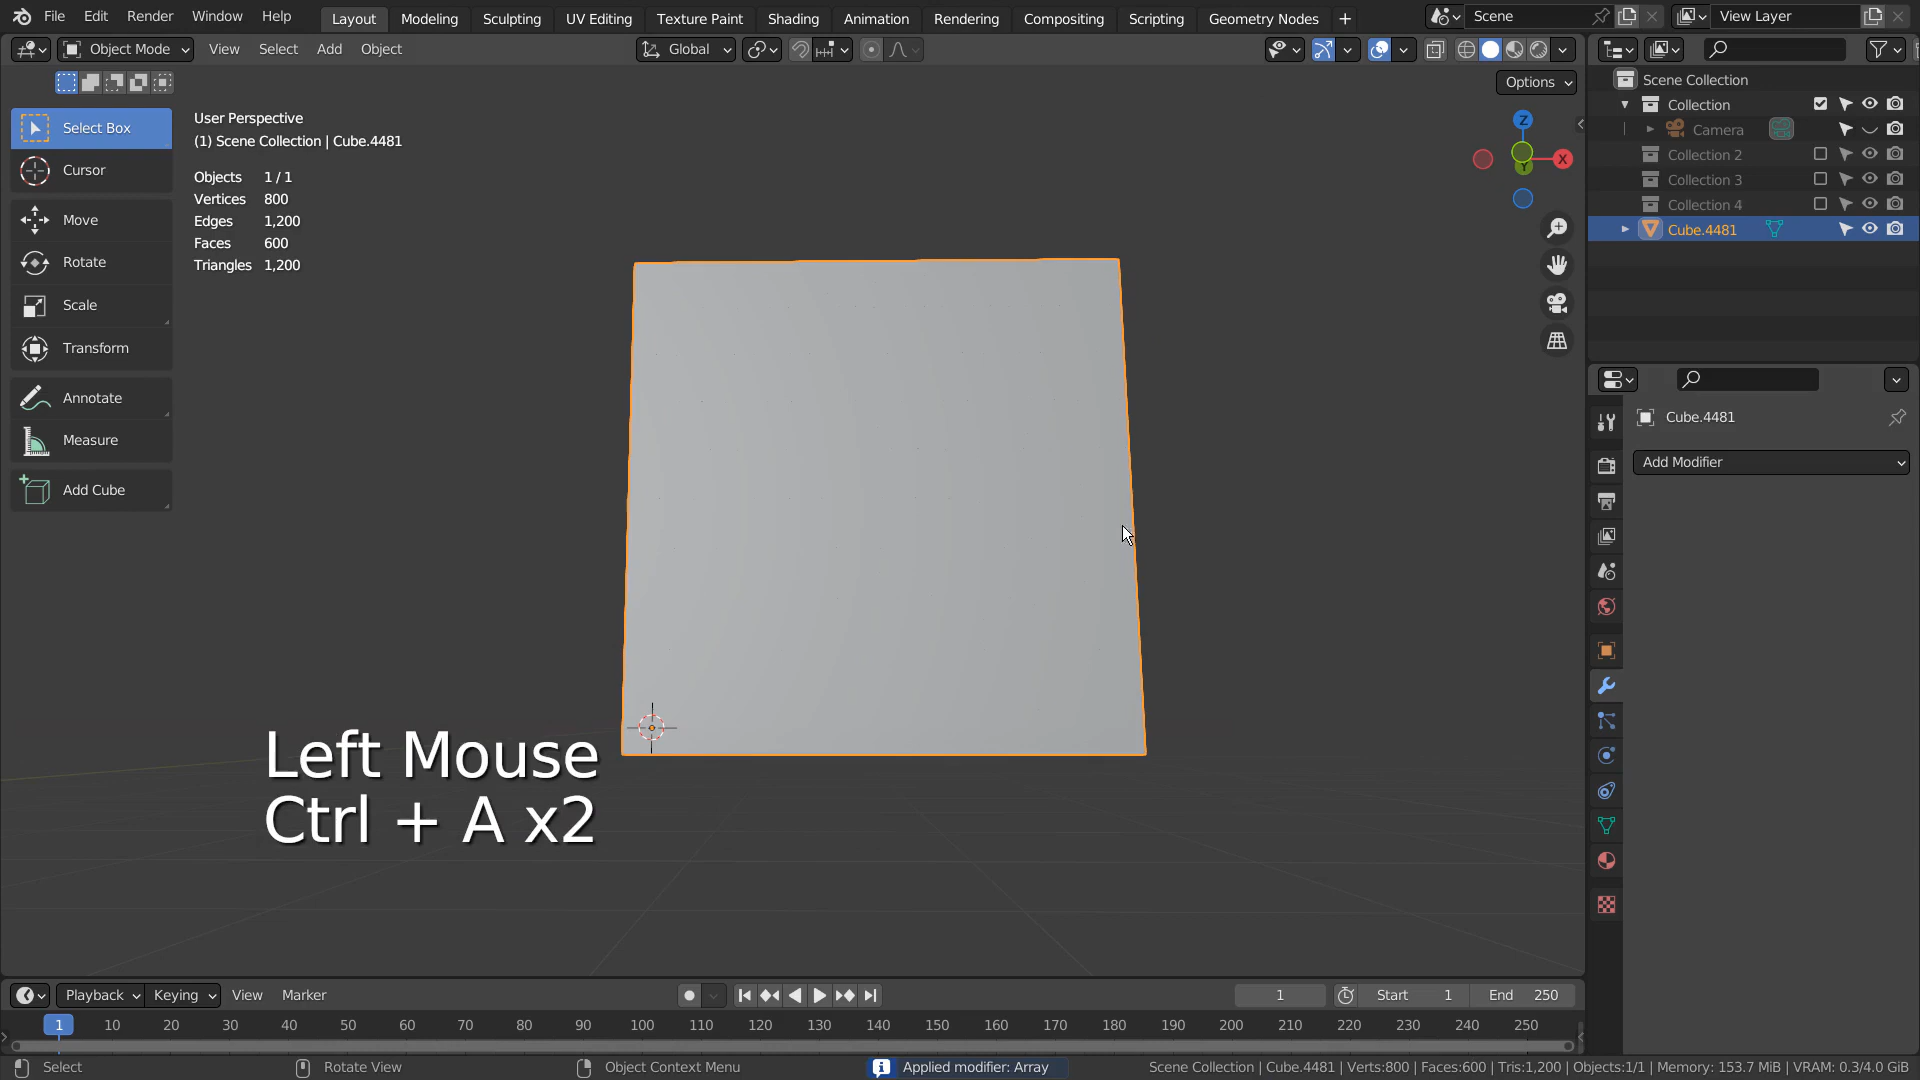 File Edit Render Window Help Layout Modeling Sculpting UV Editing Texture Paint Shading Animation Rendering Compositing Scripting Geometry Nodes + Scene View Layer
Object Mode View Select Add Object Global
Options
Select Box
Cursor
Move
Rotate
Scale
Transform
Annotate
Measure
Add Cube
User Perspective
(1) Scene Collection | Cube.4481
Objects 1 / 1
Vertices 800
Edges 1,200
Faces 600
Triangles 1,200
Z
X
Y
Left Mouse
Ctrl + A x2
Scene Collection
Collection
Camera
Collection 2
Collection 3
Collection 4
Cube.4481
Cube.4481
Add Modifier
Playback Keying View Marker 1 Start 1 End 250
1 10 20 30 40 50 60 70 80 90 100 110 120 130 140 150 160 170 180 190 200 210 220 230 240 250
Select Rotate View Object Context Menu Applied modifier: Array Scene Collection | Cube.4481 | Verts:800 | Faces:600 | Tris:1,200 | Objects:1/1 | Memory: 153.7 MiB | VRAM: 0.3/4.0 GiB